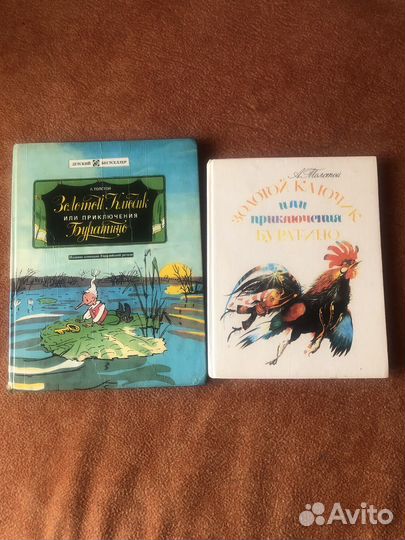 ДЕТСКИЙ БЕСТСЕЛЛЕР
А.ТОЛСТОЙ
Золотой Ключик
ИЛИ ПРИКЛЮЧЕНИЯ
Буратино
А.Толстой
ЗОЛОТОЙ КЛЮЧИК
ИЛИ
ПРИКЛЮЧЕНИЯ
БУРАТИНО
Avito